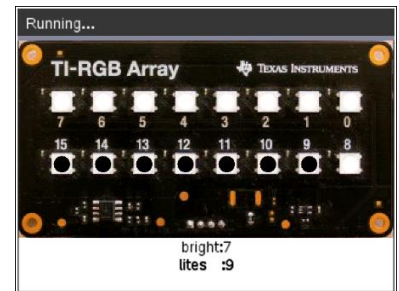 Running...
TI-RGB Array TEXAS INSTRUMENTS
7 6 5 4 3 2 1 0
15 14 13 12 11 10 9 8
bright:7
lites :9